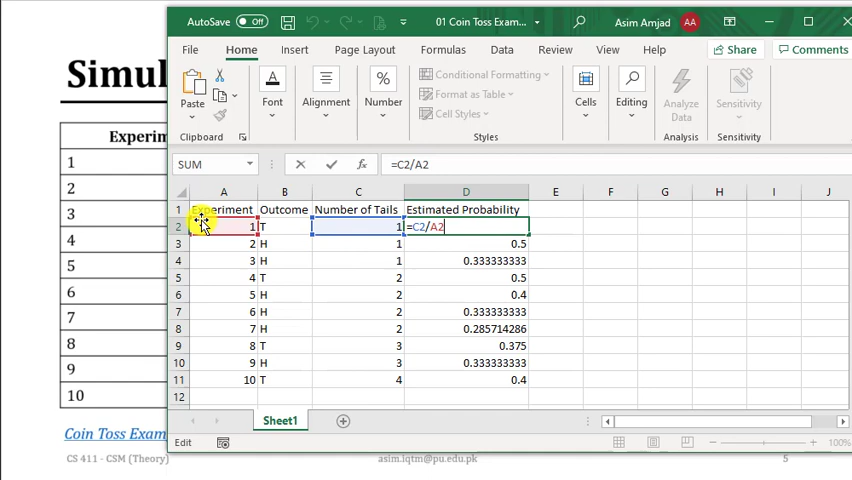 AutoSave Off 01 Coin Toss Exam... Asim Amjad AA
File Home Insert Page Layout Formulas Data Review View Help Share Comments
Paste Font Alignment Number Conditional Formatting Format as Table Cell Styles Cells Editing Analyze Data Sensitivity
Clipboard Styles Analysis Sensitivity
SUM fx =C2/A2
A B C D E F G H I J
1 Experiment Outcome Number of Tails Estimated Probability
2 1 T 1 =C2/A2
3 2 H 1 0.5
4 3 H 1 0.333333333
5 4 T 2 0.5
6 5 H 2 0.4
7 6 H 2 0.333333333
8 7 H 2 0.285714286
9 8 T 3 0.375
10 9 H 3 0.333333333
11 10 T 4 0.4
12
Sheet1
Edit 100%
Simul
Experim
1
2
3
4
5
6
7
8
9
10
Coin Toss Exam
CS 411 - CSM (Theory) asim.iqtm@pu.edu.pk 5